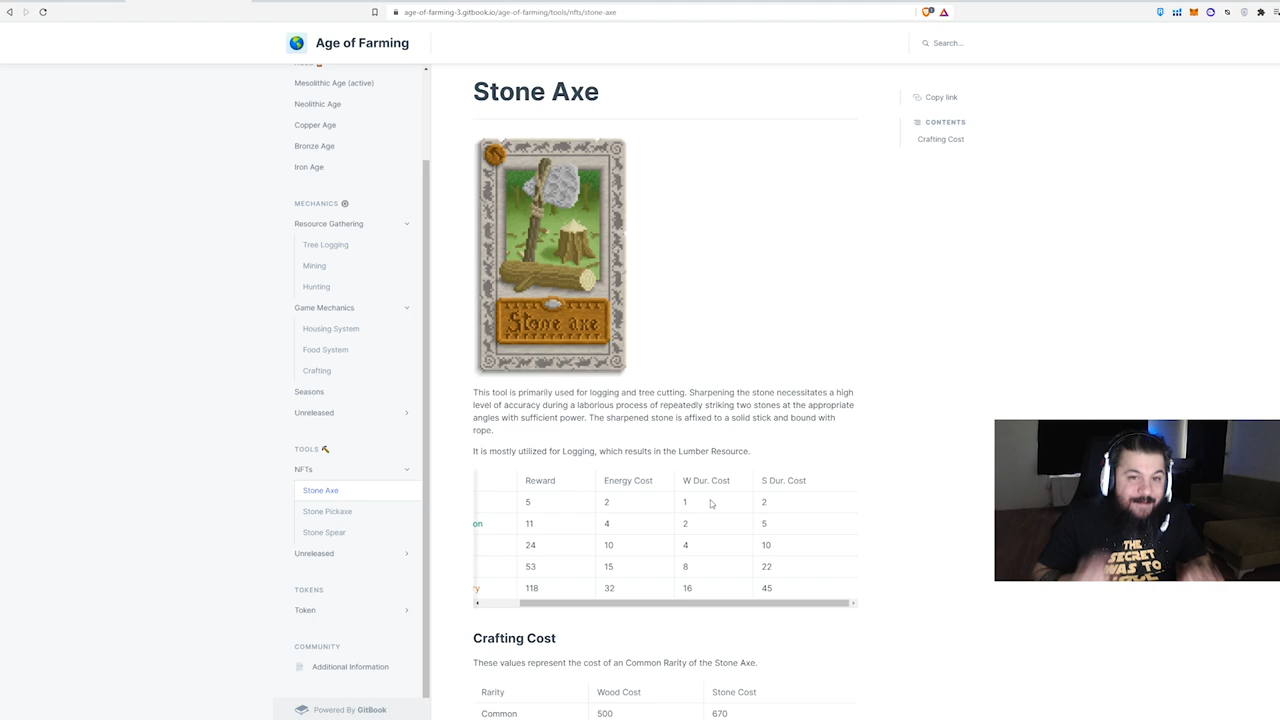 age-of-farming-3.gitbook.io/age-of-farming/tools/nfts/stone-axe
Age of Farming
Search...
Mesolithic Age (active)
Neolithic Age
Copper Age
Bronze Age
Iron Age
MECHANICS
Resource Gathering
Tree Logging
Mining
Hunting
Game Mechanics
Housing System
Food System
Crafting
Seasons
Unreleased
TOOLS
NFTs
Stone Axe
Stone Pickaxe
Stone Spear
Unreleased
TOKENS
Token
COMMUNITY
Additional Information
Powered By GitBook
Stone Axe
Stone axe
This tool is primarily used for logging and tree cutting. Sharpening the stone necessitates a high
level of accuracy during a laborious process of repeatedly striking two stones at the appropriate
angles with sufficient power. The sharpened stone is affixed to a solid stick and bound with
rope.
It is mostly utilized for Logging, which results in the Lumber Resource.
Reward Energy Cost W Dur. Cost S Dur. Cost
5 2 1 2
on 11 4 2 5
24 10 4 10
53 15 8 22
ry 118 32 16 45
Crafting Cost
These values represent the cost of an Common Rarity of the Stone Axe.
Rarity Wood Cost Stone Cost
Common 500 670
Copy link
CONTENTS
Crafting Cost
THE
SECRET
WAS TO